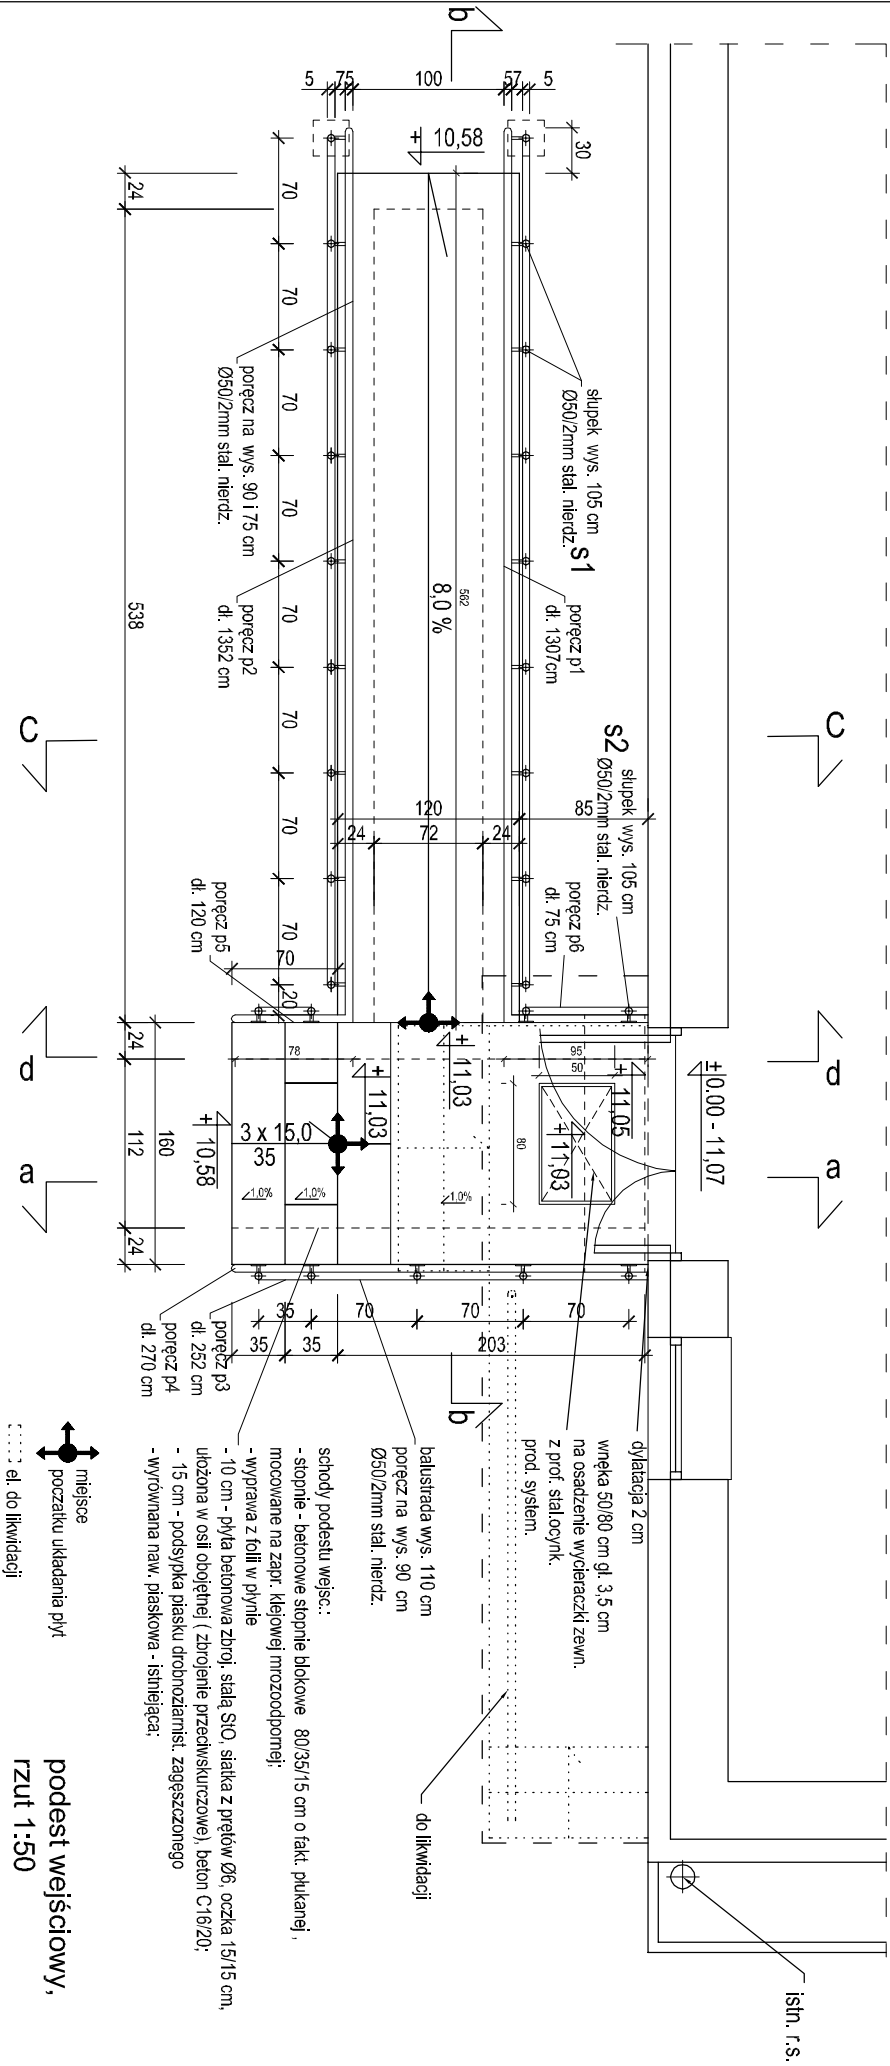 b
5
75
100
57
5
30
+ 10,58
24
70
70
70
70
70
70
70
70
20
538
słupek wys. 105 cm
Ø50/2mm stal. nierdz.
s1
poręcz na wys. 90 i 75 cm
Ø50/2mm stal. nierdz.
poręcz p1
dł. 1307cm
562
8,0 %
poręcz p2
dł. 1352 cm
C
C
s2
słupek wys. 105 cm
Ø50/2mm stal. nierdz.
120
85
24
72
24
poręcz p6
dł. 75 cm
poręcz p5
dł. 120 cm
70
d
d
a
a
24
112
24
160
78
95
50
80
+ 11,03
+ 11,03
+ 11,05
+ 11,03
±0.00 - 11,07
+ 10,58
3 x 15,0
35
1,0%
1,0%
1,0%
35
70
70
70
35
35
203
poręcz p3
dł. 252 cm
poręcz p4
dł. 270 cm
b
dylatacja 2 cm
wnęka 50/80 cm gł. 3,5 cm
na osadzenie wycieraczki zewn.
z prof. stal.ocynk.
prod. system.
balustrada wys. 110 cm
poręcz na wys. 90 cm
Ø50/2mm stal. nierdz.
schody podestu wejsc.:
- stopnie - betonowe stopnie blokowe 80/35/15 cm o fakt. płukanej ,
mocowane na zapr. klejowej mrozoodpornej;
- wyprawa z folii w płynie
- 10 cm - płyta betonowa zbroj. stalą StO, siatka z prętów Ø6, oczka 15/15 cm,
ułożona w osii obojętnej ( zbrojenie przeciwskurczowe), beton C16/20;
- 15 cm - podsypka piasku drobnoziarnist. zagęszczonego
- wyrównana naw. piaskowa - istniejąca;
do likwidacji
miejsce
poczatku układania płyt
el. do likwidacji
podest wejściowy,
rzut 1:50
istn. r.s.